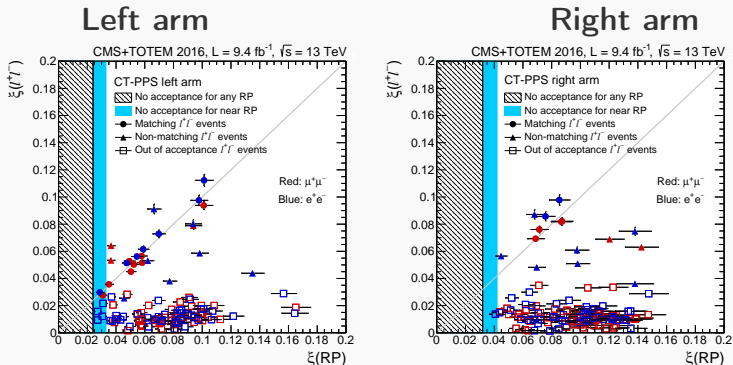 Left arm
CMS+TOTEM 2016, L = 9.4 fb⁻¹, √s = 13 TeV
ξ(l⁺l⁻)
0.2
0.18
0.16
0.14
0.12
0.1
0.08
0.06
0.04
0.02
0
CT-PPS left arm
No acceptance for any RP
No acceptance for near RP
Matching l⁺l⁻ events
Non-matching l⁺l⁻ events
Out of acceptance l⁺l⁻ events
Red: μ⁺μ⁻
Blue: e⁺e⁻
0 0.02 0.04 0.06 0.08 0.1 0.12 0.14 0.16 0.18 0.2
ξ(RP)
Right arm
CMS+TOTEM 2016, L = 9.4 fb⁻¹, √s = 13 TeV
ξ(l⁺l⁻)
0.2
0.18
0.16
0.14
0.12
0.1
0.08
0.06
0.04
0.02
0
CT-PPS right arm
No acceptance for any RP
No acceptance for near RP
Matching l⁺l⁻ events
Non-matching l⁺l⁻ events
Out of acceptance l⁺l⁻ events
Red: μ⁺μ⁻
Blue: e⁺e⁻
0 0.02 0.04 0.06 0.08 0.1 0.12 0.14 0.16 0.18 0.2
ξ(RP)